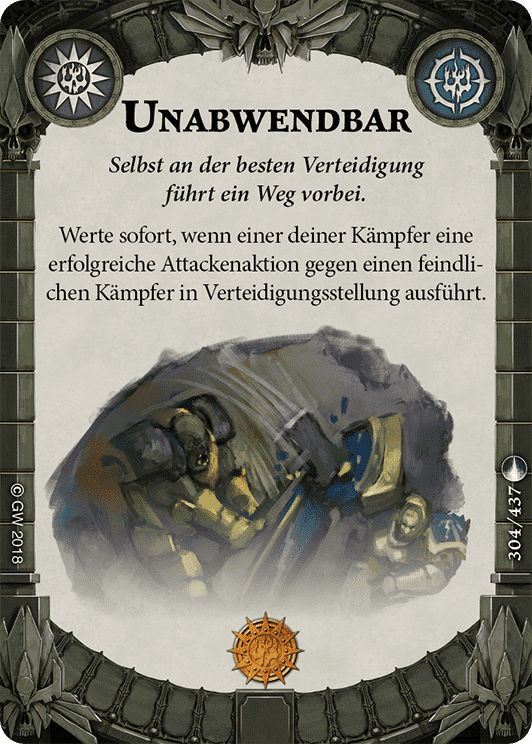 Unabwendbar
Selbst an der besten Verteidigung
führt ein Weg vorbei.
Werte sofort, wenn einer deiner Kämpfer eine
erfolgreiche Attackenaktion gegen einen feindli-
chen Kämpfer in Verteidigungsstellung ausführt.
© GW 2018
304/437